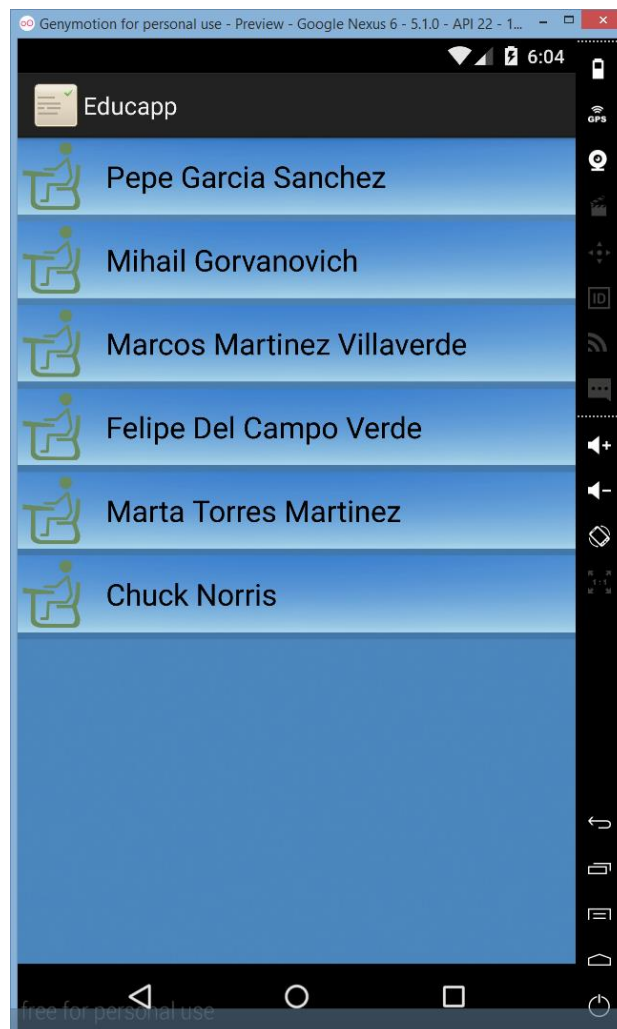 Genymotion for personal use - Preview - Google Nexus 6 - 5.1.0 - API 22 - 1...
6:04
Educapp
GPS
Pepe Garcia Sanchez
Mihail Gorvanovich
ID
Marcos Martinez Villaverde
Felipe Del Campo Verde
Marta Torres Martinez
1:1
Chuck Norris
free for personal use